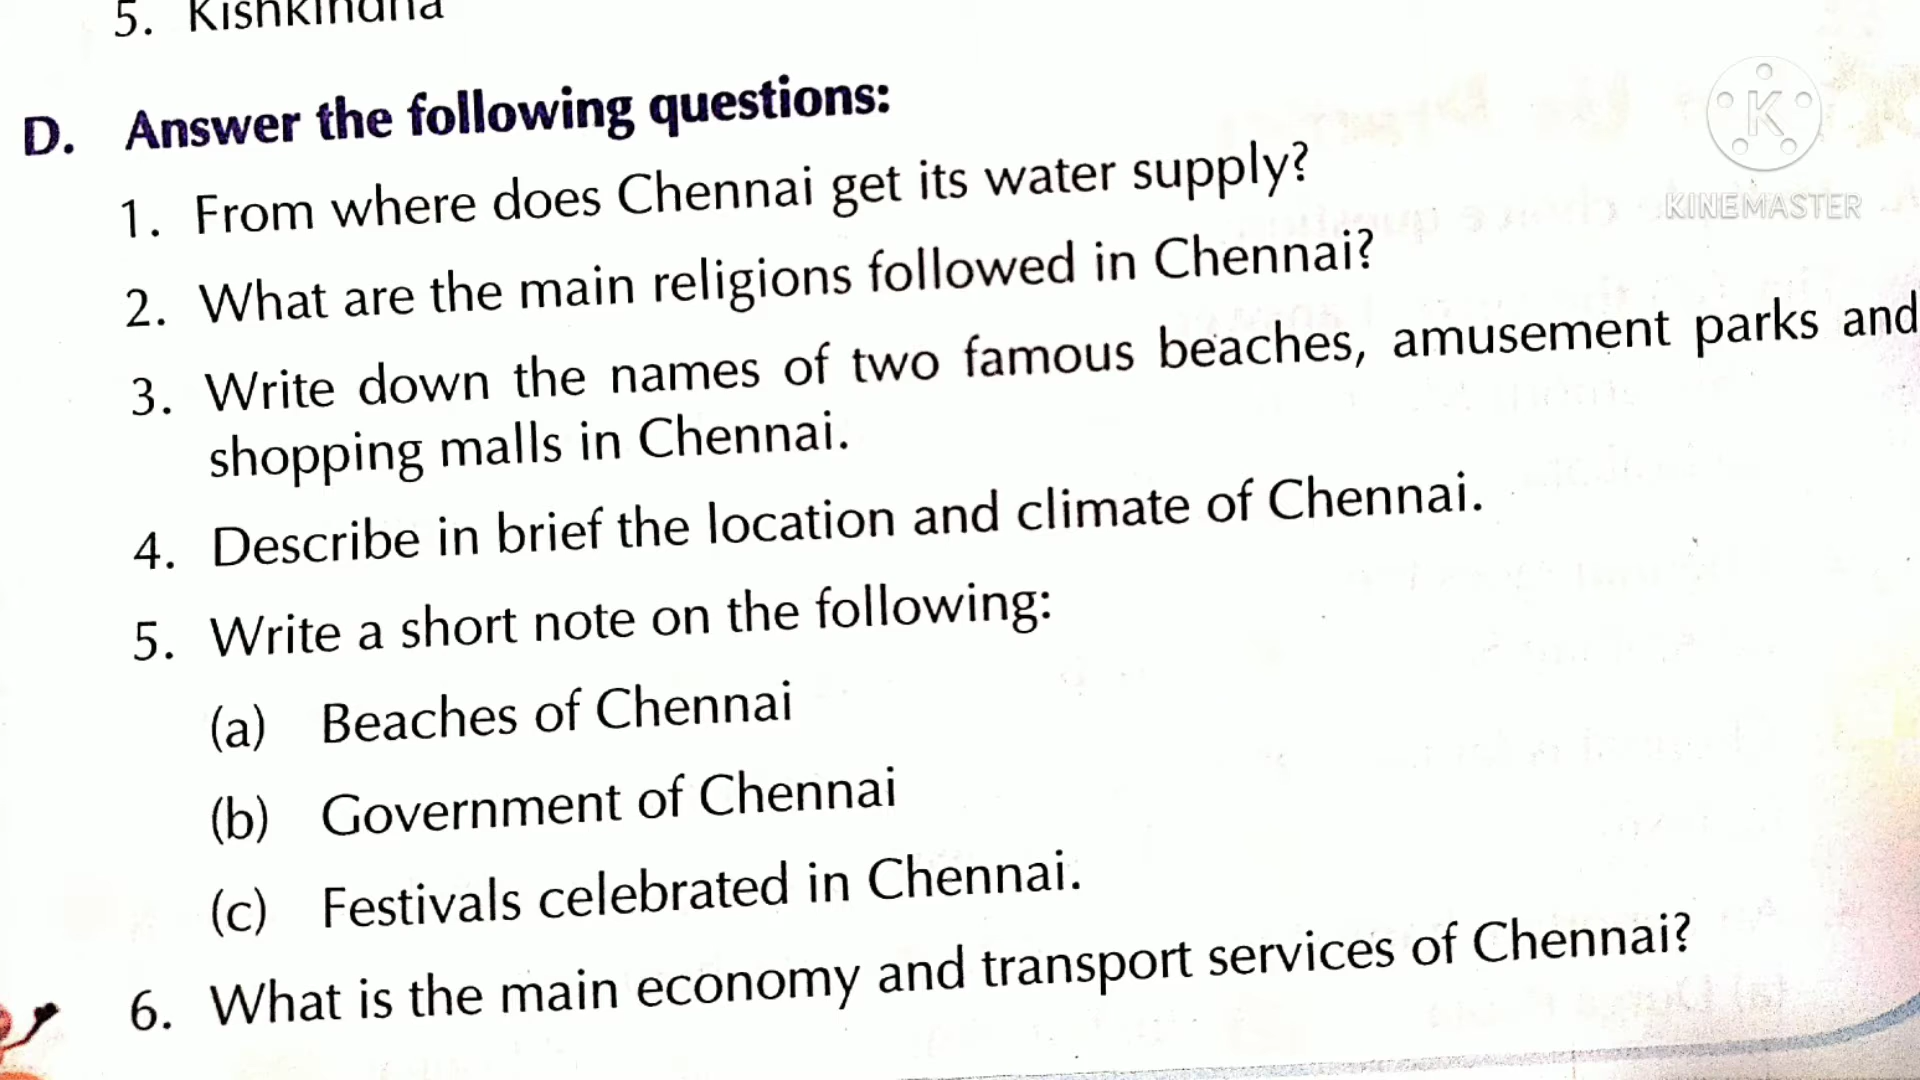 5. Kishkindha
D. Answer the following questions:
KINEMASTER
1. From where does Chennai get its water supply?
2. What are the main religions followed in Chennai?
3. Write down the names of two famous beaches, amusement parks and
shopping malls in Chennai.
4. Describe in brief the location and climate of Chennai.
5. Write a short note on the following:
(a) Beaches of Chennai
(b) Government of Chennai
(c) Festivals celebrated in Chennai.
6. What is the main economy and transport services of Chennai?